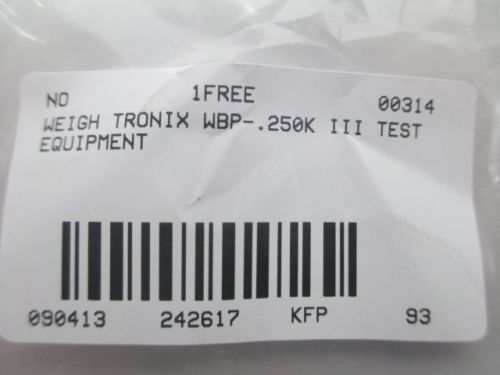 NO 1FREE 00314
WEIGH TRONIX WBP-.250K III TEST
EQUIPMENT
090413 242617 KFP 93